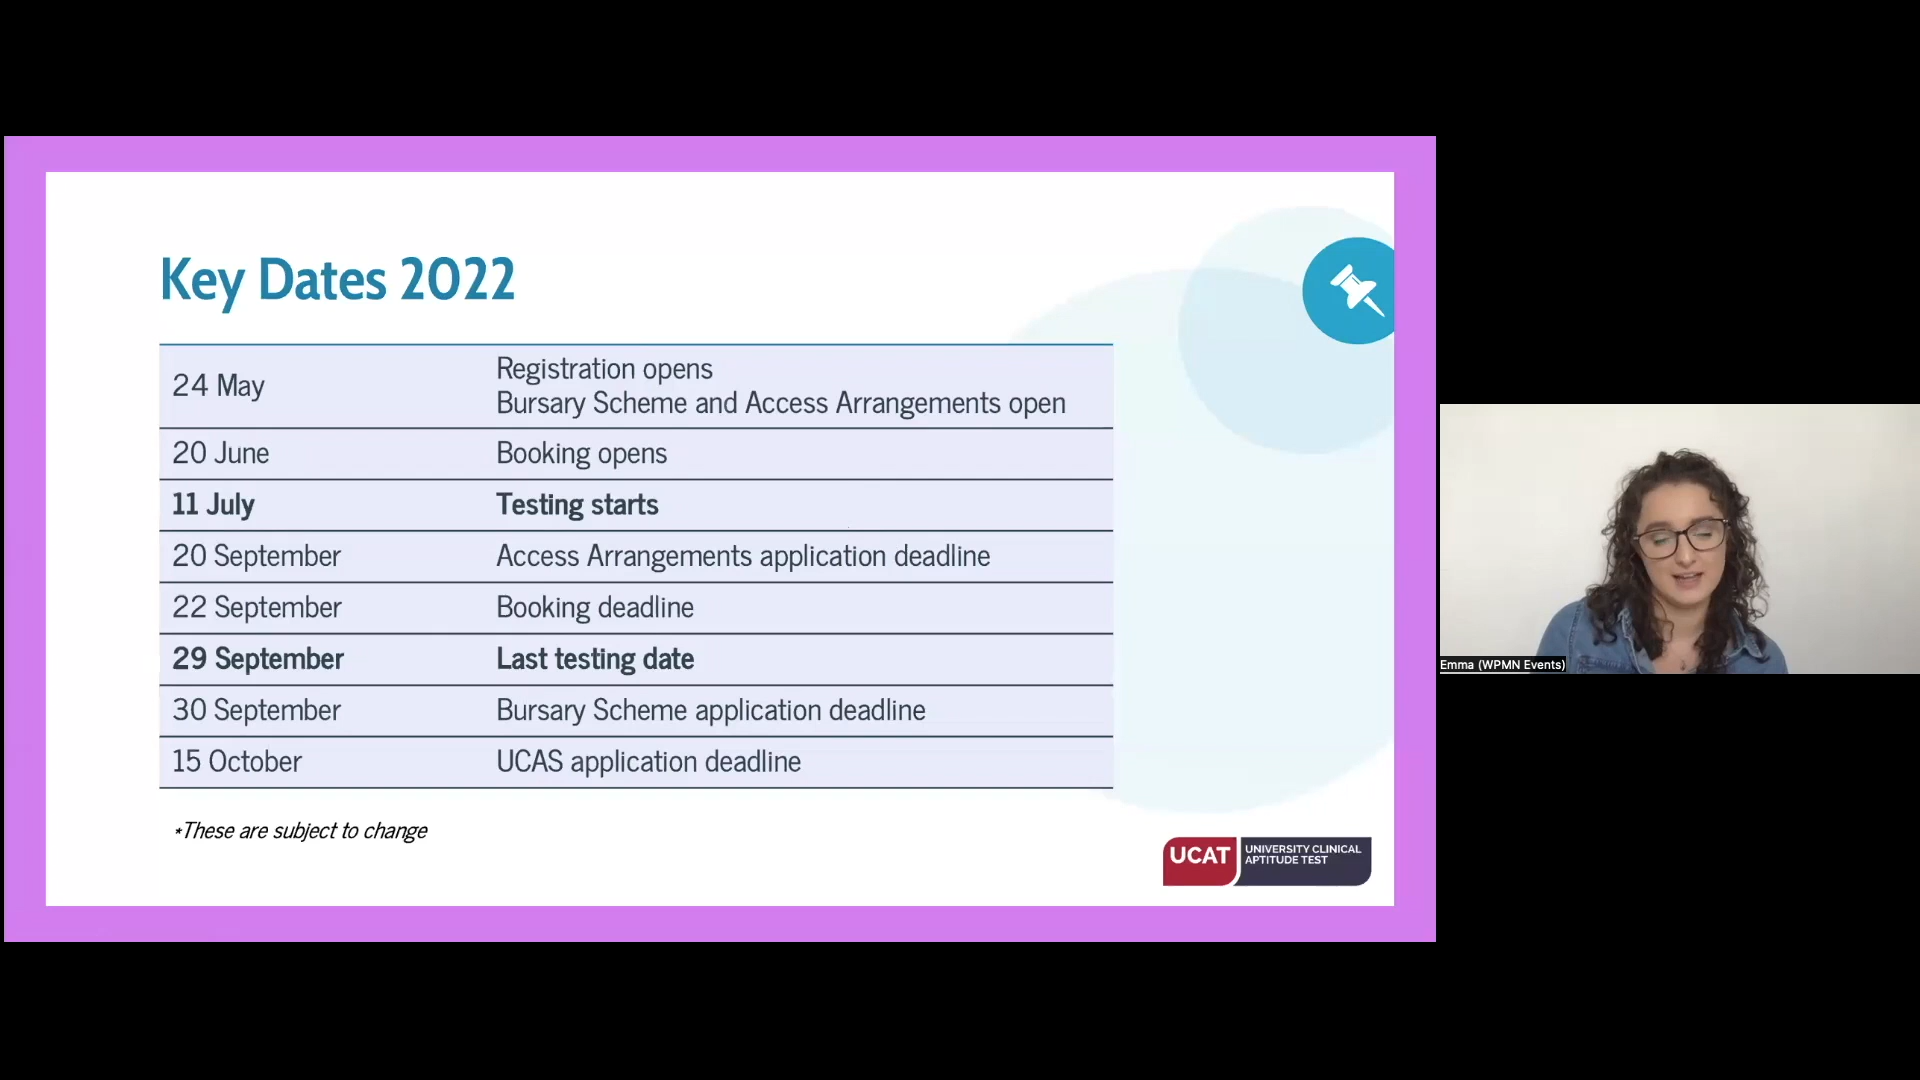 Key Dates 2022
24 May
Registration opens
Bursary Scheme and Access Arrangements open
20 June Booking opens
11 July Testing starts
20 September Access Arrangements application deadline
22 September Booking deadline
29 September Last testing date
30 September Bursary Scheme application deadline
15 October UCAS application deadline
*These are subject to change
UCAT
UNIVERSITY CLINICAL
APTITUDE TEST
Emma (WPMN Events)